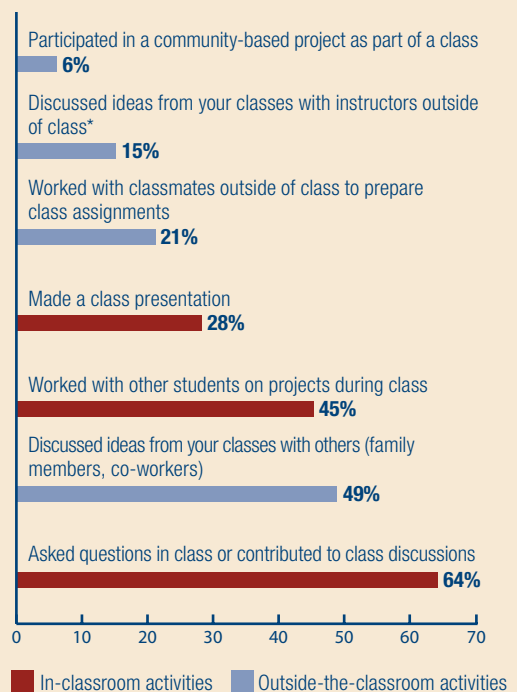 Participated in a community-based project as part of a class
6%
Discussed ideas from your classes with instructors outside
of class*
15%
Worked with classmates outside of class to prepare
class assignments
21%
Made a class presentation
28%
Worked with other students on projects during class
45%
Discussed ideas from your classes with others (family
members, co-workers)
49%
Asked questions in class or contributed to class discussions
64%
0 10 20 30 40 50 60 70
In-classroom activities Outside-the-classroom activities